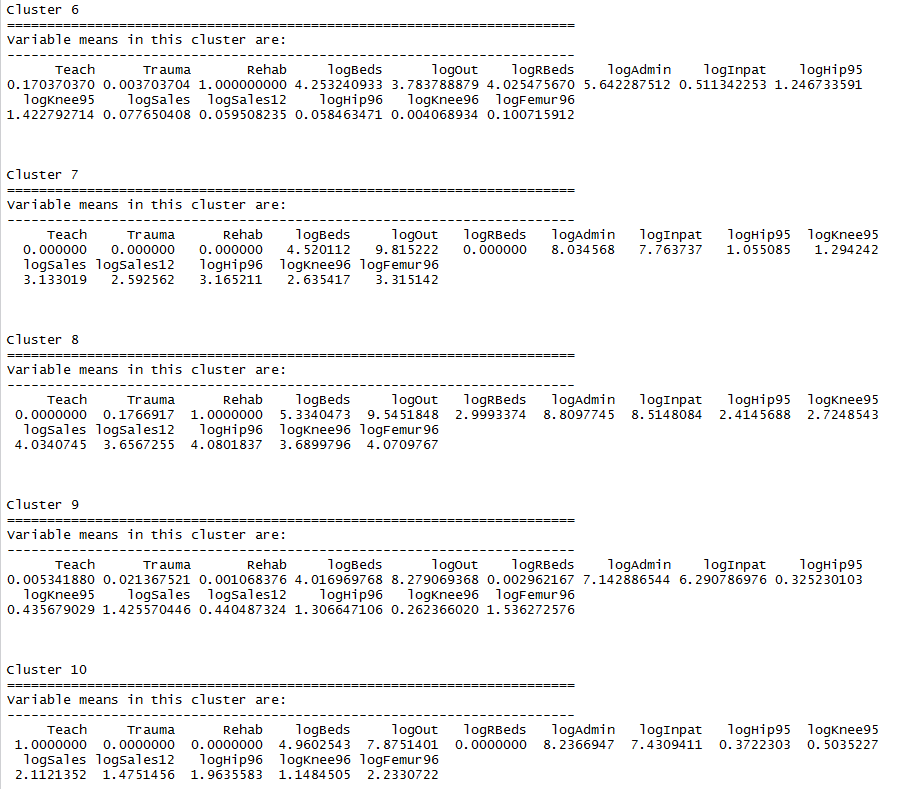 Cluster 6
=======================================================================
Variable means in this cluster are:
-----------------------------------------------------------------------
Teach Trauma Rehab logBeds logOut logRBeds logAdmin logInpat logHip95
0.170370370 0.003703704 1.000000000 4.253240933 3.783788879 4.025475670 5.642287512 0.511342253 1.246733591
logKnee95 logSales logSales12 logHip96 logKnee96 logFemur96
1.422792714 0.077650408 0.059508235 0.058463471 0.004068934 0.100715912
Cluster 7
=======================================================================
Variable means in this cluster are:
-----------------------------------------------------------------------
Teach Trauma Rehab logBeds logOut logRBeds logAdmin logInpat logHip95 logKnee95
0.000000 0.000000 0.000000 4.520112 9.815222 0.000000 8.034568 7.763737 1.055085 1.294242
logSales logSales12 logHip96 logKnee96 logFemur96
3.133019 2.592562 3.165211 2.635417 3.315142
Cluster 8
=======================================================================
Variable means in this cluster are:
-----------------------------------------------------------------------
Teach Trauma Rehab logBeds logOut logRBeds logAdmin logInpat logHip95 logKnee95
0.0000000 0.1766917 1.0000000 5.3340473 9.5451848 2.9993374 8.8097745 8.5148084 2.4145688 2.7248543
logSales logSales12 logHip96 logKnee96 logFemur96
4.0340745 3.6567255 4.0801837 3.6899796 4.0709767
Cluster 9
=======================================================================
Variable means in this cluster are:
-----------------------------------------------------------------------
Teach Trauma Rehab logBeds logOut logRBeds logAdmin logInpat logHip95
0.005341880 0.021367521 0.001068376 4.016969768 8.279069368 0.002962167 7.142886544 6.290786976 0.325230103
logKnee95 logSales logSales12 logHip96 logKnee96 logFemur96
0.435679029 1.425570446 0.440487324 1.306647106 0.262366020 1.536272576
Cluster 10
=======================================================================
Variable means in this cluster are:
-----------------------------------------------------------------------
Teach Trauma Rehab logBeds logOut logRBeds logAdmin logInpat logHip95 logKnee95
1.0000000 0.0000000 0.0000000 4.9602543 7.8751401 0.0000000 8.2366947 7.4309411 0.3722303 0.5035227
logSales logSales12 logHip96 logKnee96 logFemur96
2.1121352 1.4751456 1.9635583 1.1484505 2.2330722